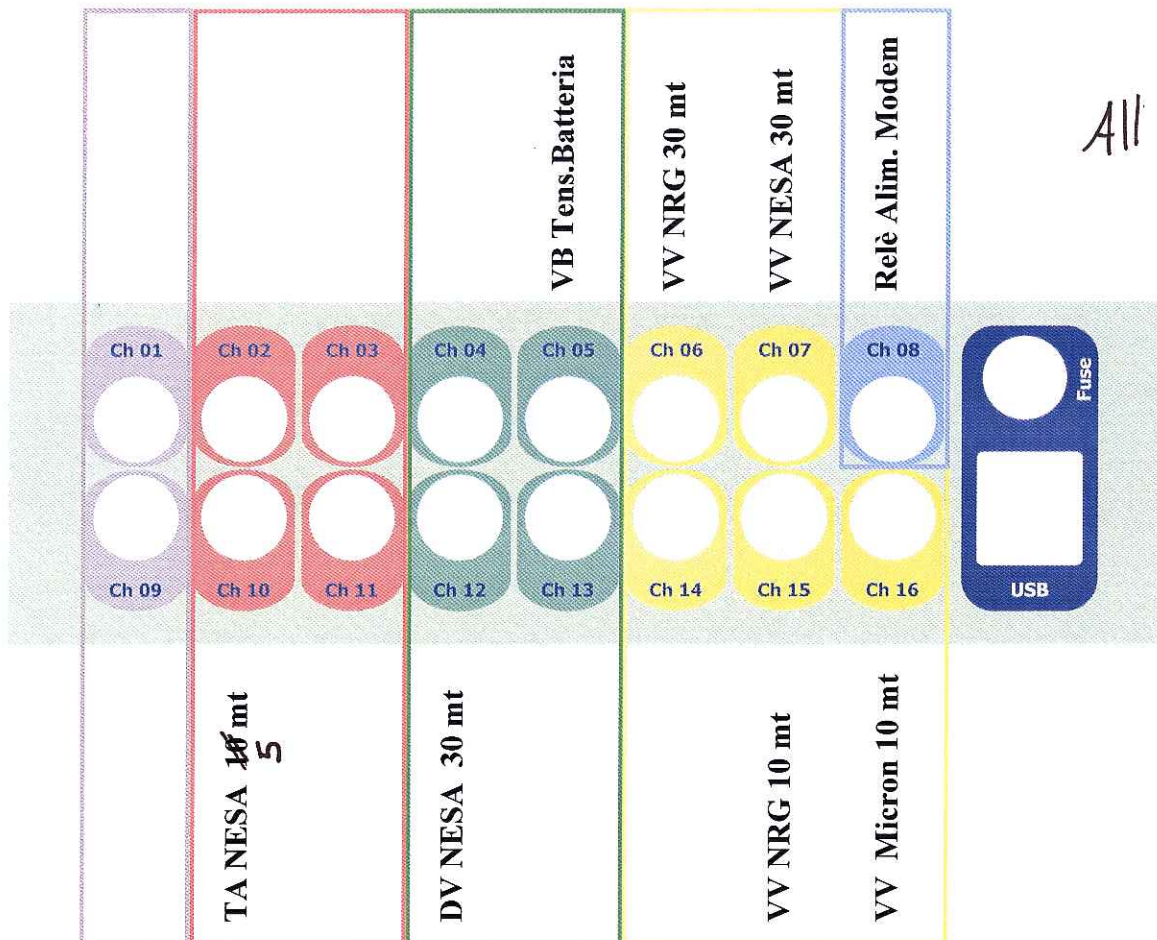 VB Tens.Batteria
VV NRG 30 mt
VV NESA 30 mt
Relè Alim. Modem
All
Ch 01
Ch 02
Ch 03
Ch 04
Ch 05
Ch 06
Ch 07
Ch 08
Fuse
Ch 09
Ch 10
Ch 11
Ch 12
Ch 13
Ch 14
Ch 15
Ch 16
USB
TA NESA 10 mt
5
DV NESA 30 mt
VV NRG 10 mt
VV Micron 10 mt